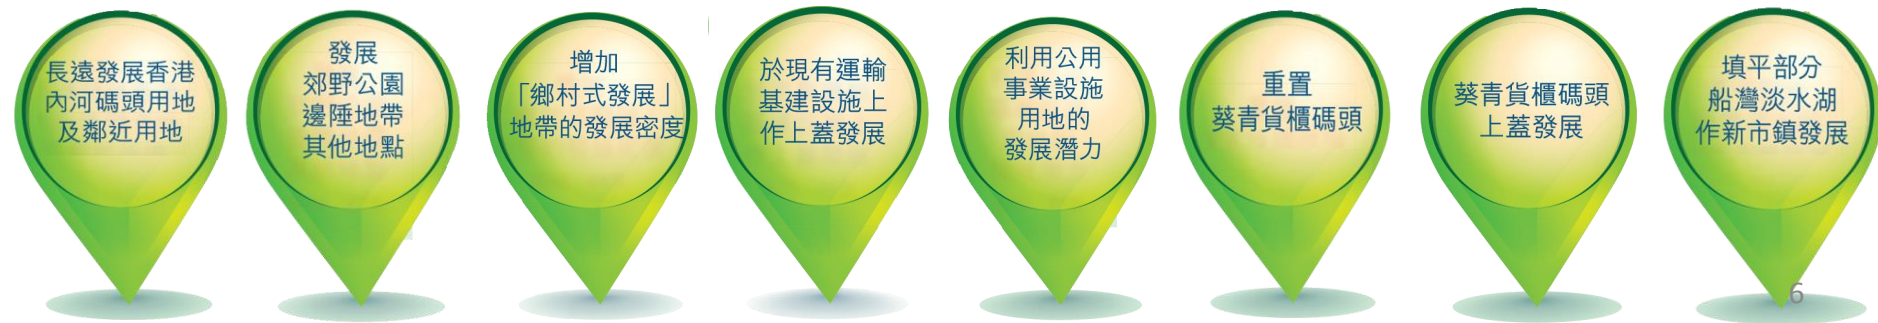 長遠發展香港
內河碼頭用地
及鄰近用地
發展
郊野公園
邊陲地帶
其他地點
增加
「鄉村式發展」
地帶的發展密度
於現有運輸
基建設施上
作上蓋發展
利用公用
事業設施
用地的
發展潛力
重置
葵青貨櫃碼頭
葵青貨櫃碼頭
上蓋發展
填平部分
船灣淡水湖
作新市鎮發展
6